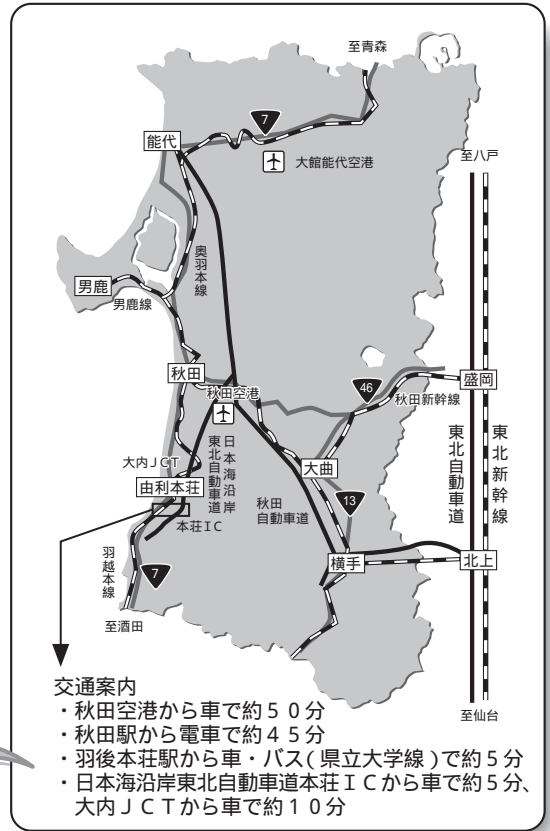 至青森
7
能代
大館能代空港
至八戸
奥羽本線
男鹿
男鹿線
秋田
秋田空港
46
秋田新幹線
盛岡
東北自動車道
東北新幹線
大内JCT
日本海沿岸
東北自動車道
大曲
由利本荘
秋田
自動車道
13
本荘IC
羽越本線
7
横手
北上
至酒田
至仙台
交通案内
・秋田空港から車で約50分
・秋田駅から電車で約45分
・羽後本荘駅から車・バス(県立大学線)で約5分
・日本海沿岸東北自動車道本荘ICから車で約5分、
大内JCTから車で約10分